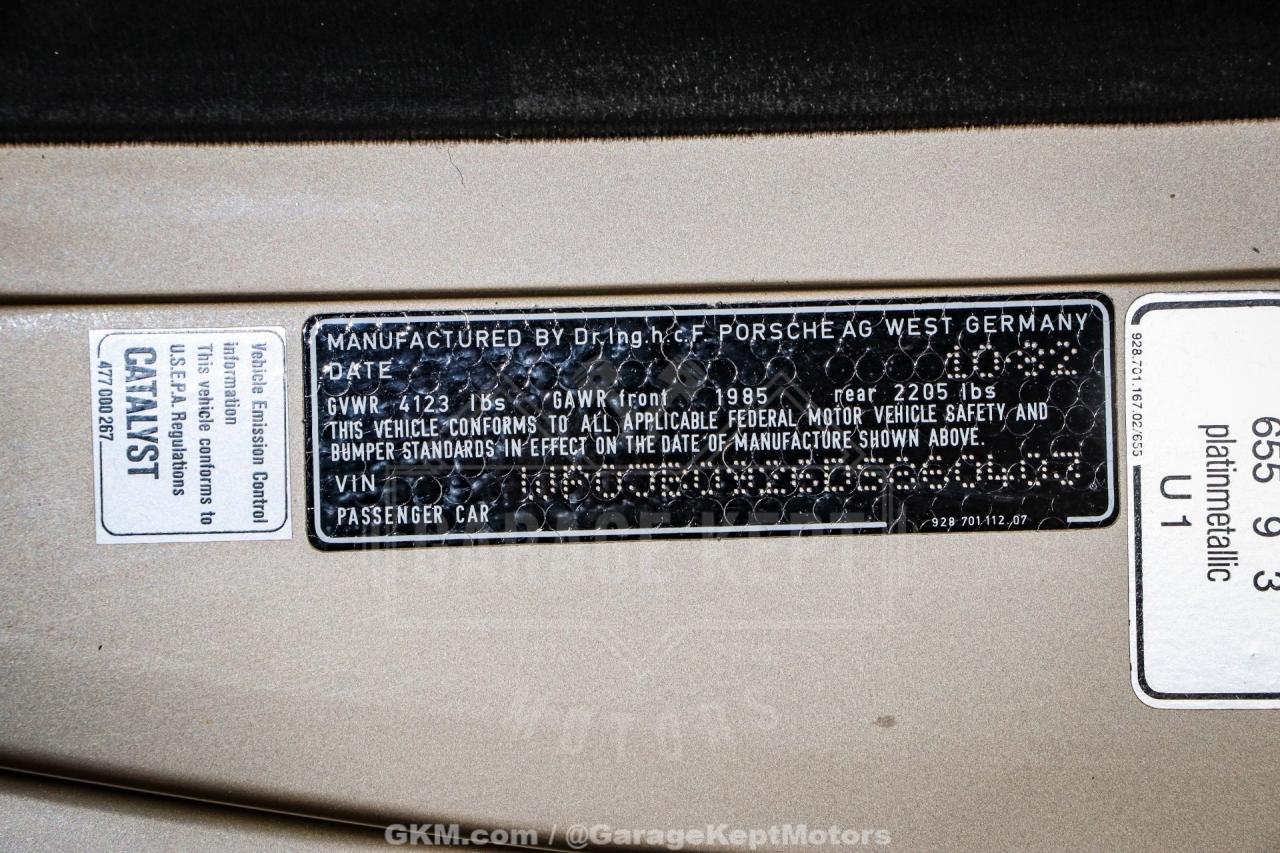 Vehicle Emission Control
information
This vehicle conforms to
U.S.E.P.A. Regulations
CATALYST
477 000 267
MANUFACTURED BY Dr.Ing.h.c.F. PORSCHE AG WEST GERMANY
DATE
GVWR 4123 lbs /GAWR front 1985 rear 2205 lbs
THIS VEHICLE CONFORMS TO ALL APPLICABLE FEDERAL MOTOR VEHICLE SAFETY AND
BUMPER STANDARDS IN EFFECT ON THE DATE OF MANUFACTURE SHOWN ABOVE.
VIN
PASSENGER CAR
928 701 112.07
928.701.167.02/655
655 9 3
platinmetallic
U 1
GARAGE KEPT
MOTORS
GKM.com / @GarageKeptMotors